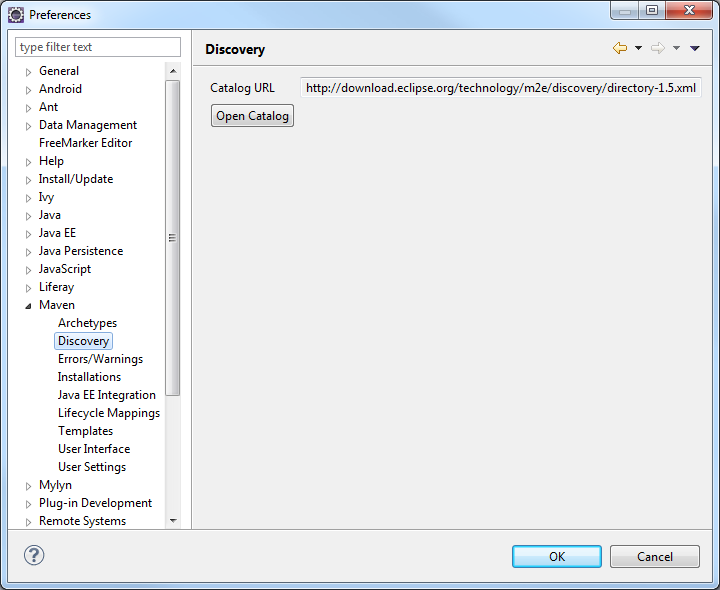 Preferences
type filter text
General
Android
Ant
Data Management
FreeMarker Editor
Help
Install/Update
Ivy
Java
Java EE
Java Persistence
JavaScript
Liferay
Maven
Archetypes
Discovery
Errors/Warnings
Installations
Java EE Integration
Lifecycle Mappings
Templates
User Interface
User Settings
Mylyn
Plug-in Development
Remote Systems
Discovery
Catalog URL http://download.eclipse.org/technology/m2e/discovery/directory-1.5.xml
Open Catalog
OK Cancel